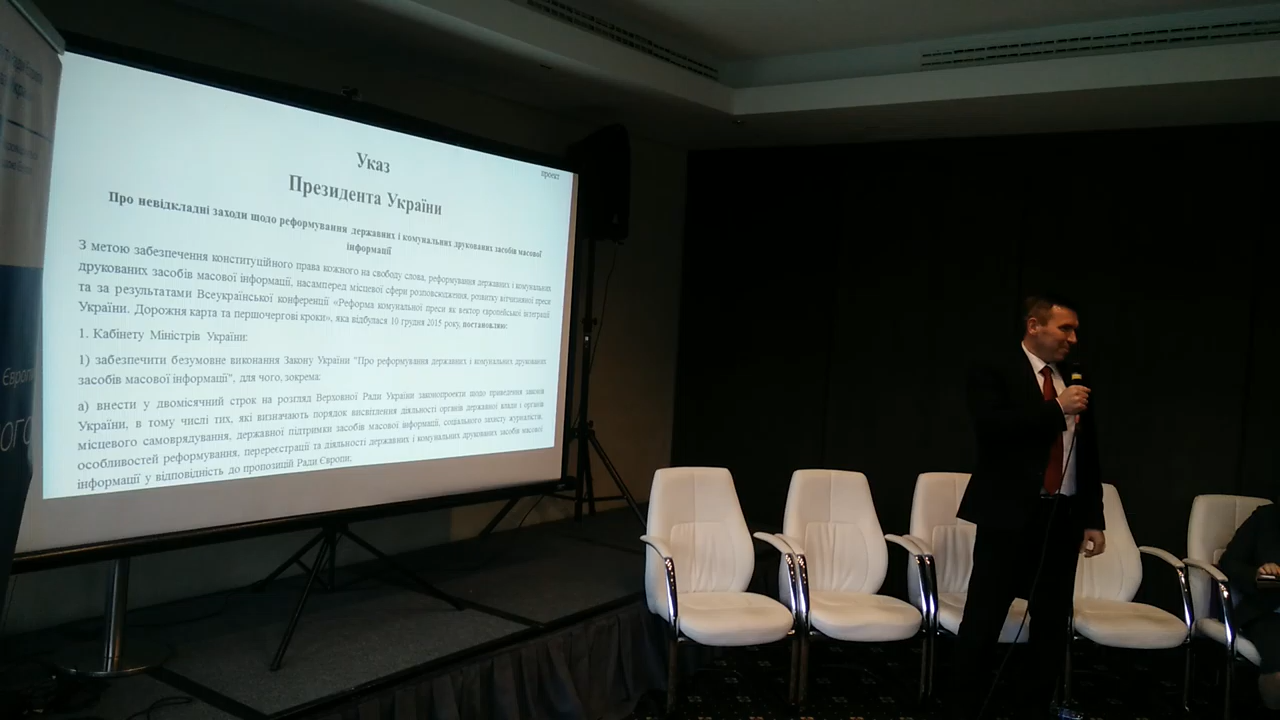 проект
Указ
Президента України
Про невідкладні заходи щодо реформування державних і комунальних друкованих засобів масової
інформації
З метою забезпечення конституційного права кожного на свободу слова, реформування державних і комунальних
друкованих засобів масової інформації, насамперед місцевої сфери розповсюдження, розвитку вітчизняної преси
та за результатами Всеукраїнської конференції «Реформа комунальної преси як вектор європейської інтеграції
України. Дорожня карта та першочергові кроки», яка відбулася 10 грудня 2015 року, постановляю:
1. Кабінету Міністрів України:
1) забезпечити безумовне виконання Закону України "Про реформування державних і комунальних друкованих
засобів масової інформації", для чого, зокрема:
а) внести у двомісячний строк на розгляд Верховної Ради України законопроекти щодо приведення законів
України, в тому числі тих, які визначають порядок висвітлення діяльності органів державної влади і органів
місцевого самоврядування, державної підтримки засобів масової інформації, соціального захисту журналістів,
особливостей реформування, перереєстрації та діяльності державних і комунальних друкованих засобів масової
інформації у відповідність до пропозицій Ради Європи;